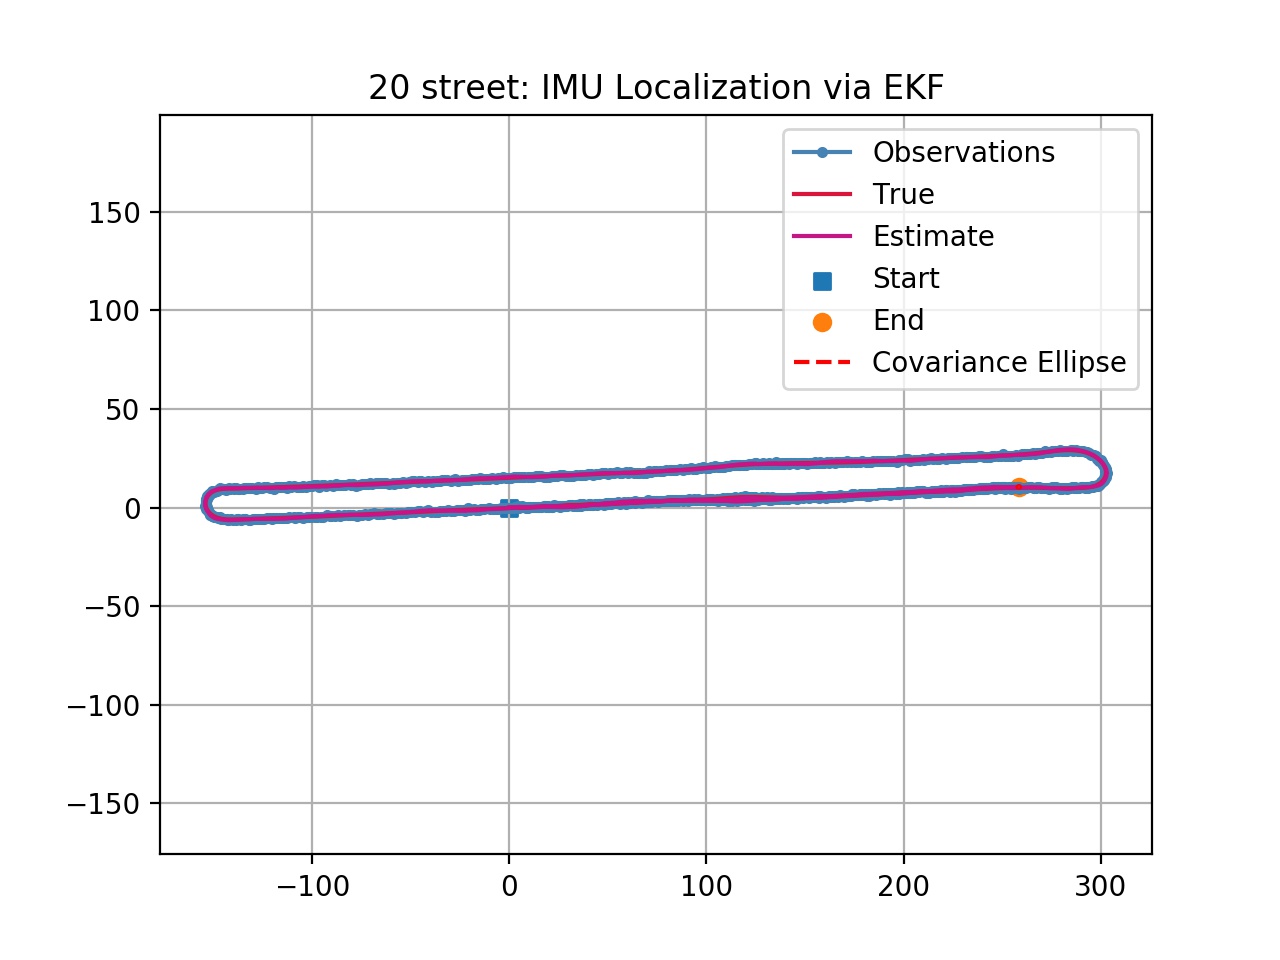 20 street: IMU Localization via EKF
Observations
True
Estimate
Start
End
Covariance Ellipse
150
100
50
0
−50
−100
−150
−100
0
100
200
300